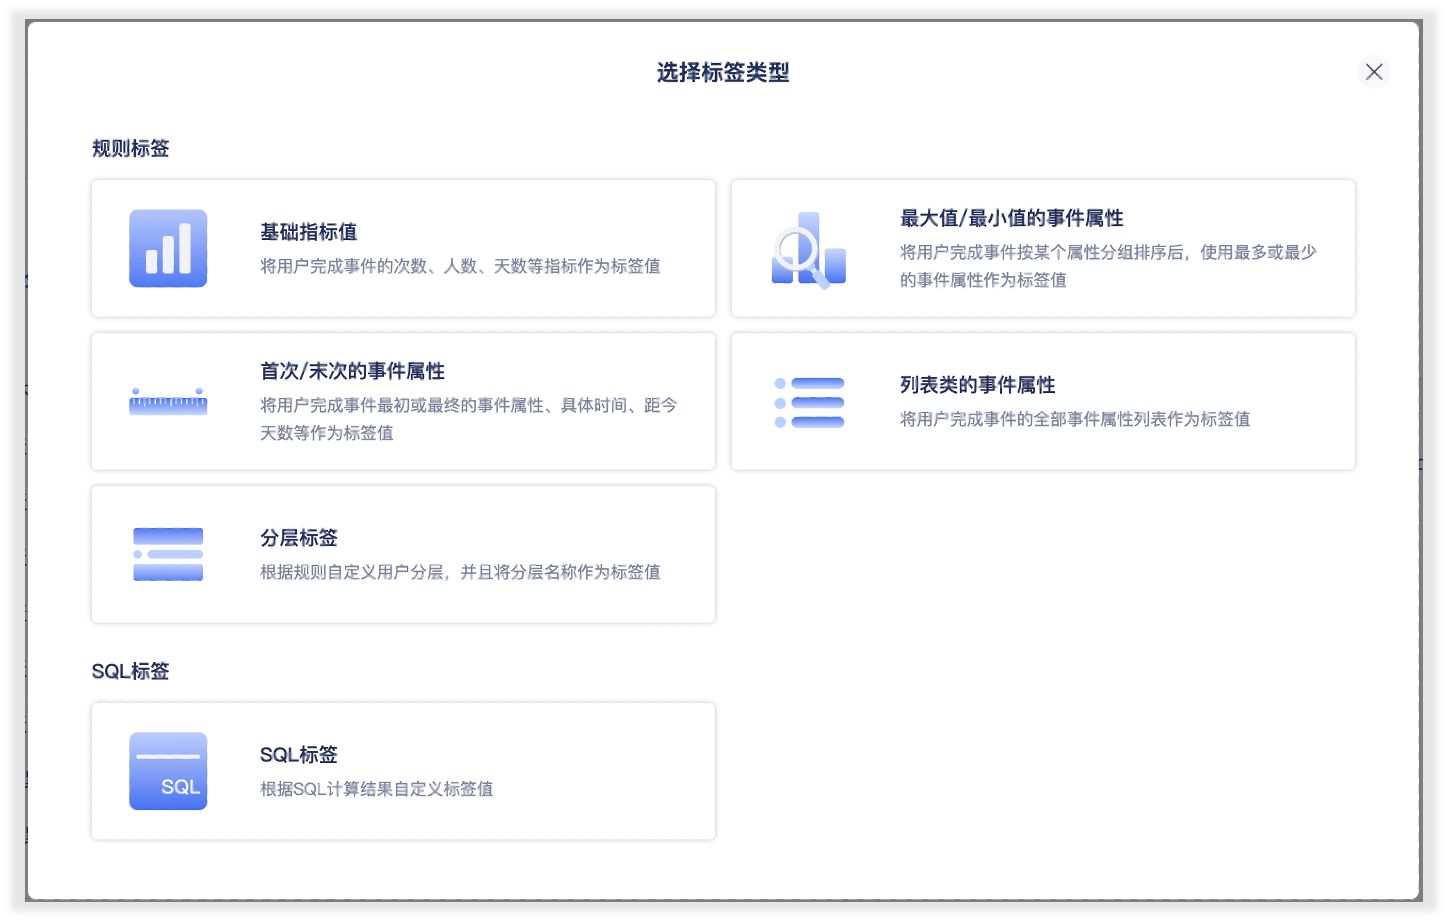 选择标签类型
规则标签
基础指标值
将用户完成事件的次数、人数、天数等指标作为标签值
最大值/最小值的事件属性
将用户完成事件按某个属性分组排序后，使用最多或最少
的事件属性作为标签值
首次/末次的事件属性
将用户完成事件最初或最终的事件属性、具体时间、距今
天数等作为标签值
列表类的事件属性
将用户完成事件的全部事件属性列表作为标签值
分层标签
根据规则自定义用户分层，并且将分层名称作为标签值
SQL标签
SQL
SQL标签
根据SQL计算结果自定义标签值